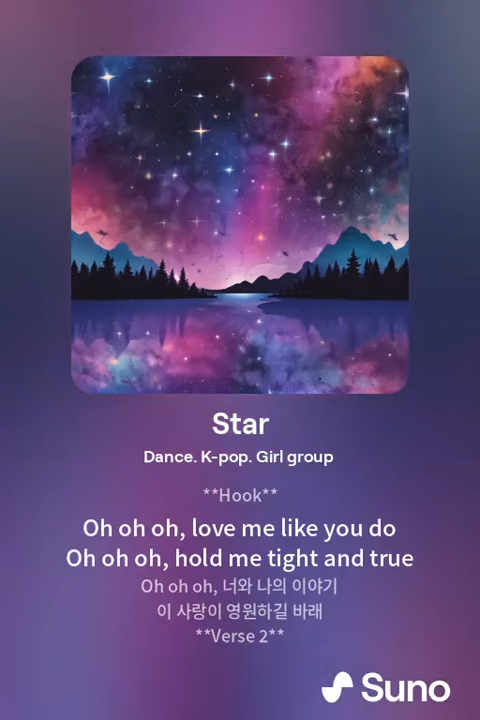 Star
Dance. K-pop. Girl group
**Hook**
Oh oh oh, love me like you do
Oh oh oh, hold me tight and true
Oh oh oh, 너와 나의 이야기
이 사랑이 영원하길 바래
**Verse 2**
Suno